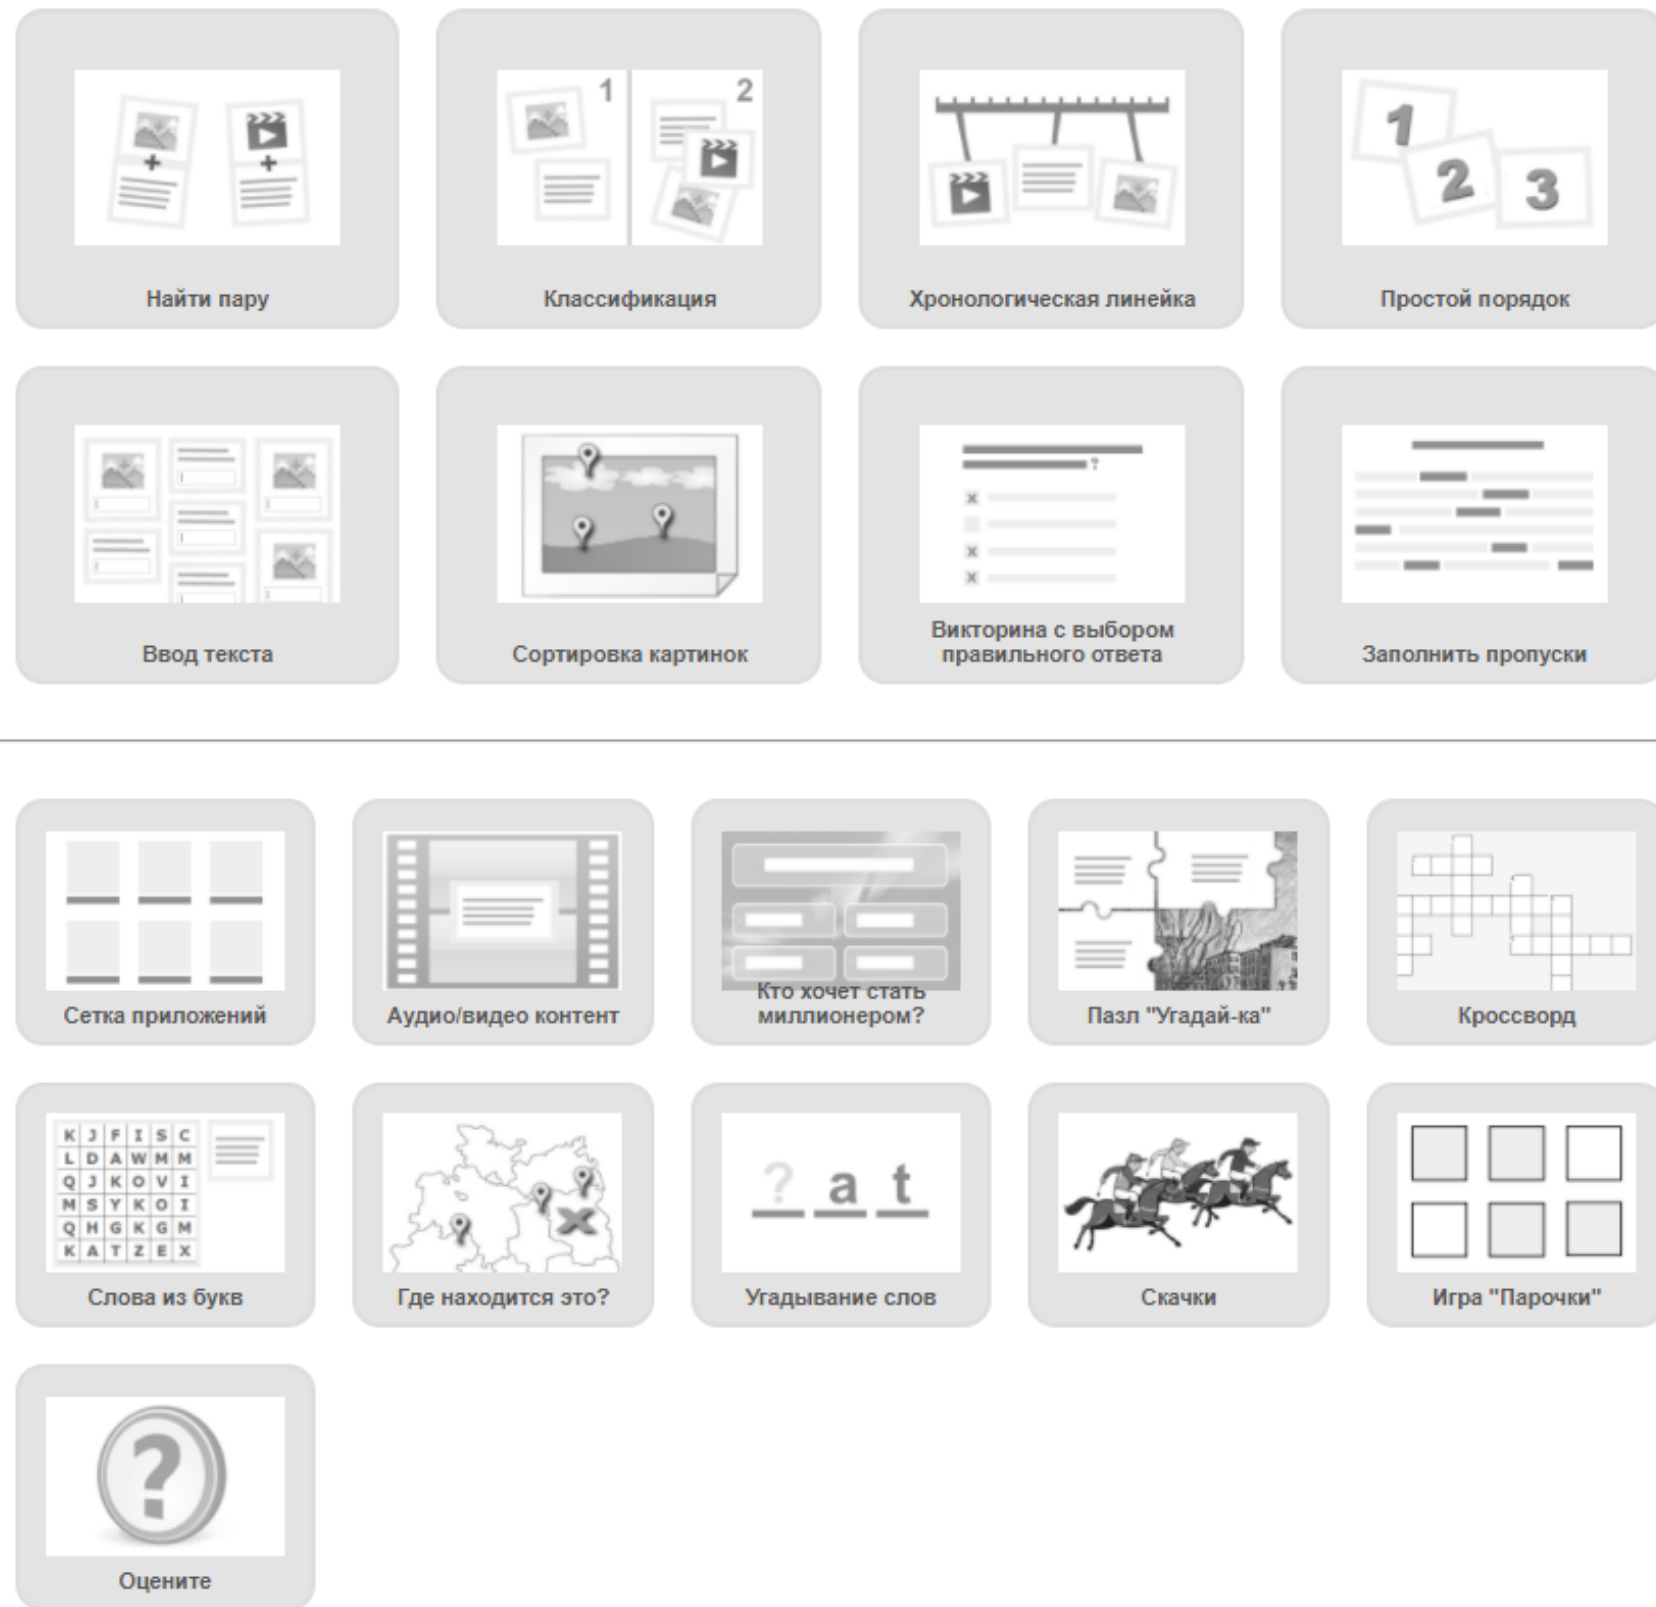 1
2
1
2
3
Найти пару
Классификация
Хронологическая линейка
Простой порядок
?
x
x
x
Ввод текста
Сортировка картинок
Викторина с выбором
правильного ответа
Заполнить пропуски
Сетка приложений
Аудио/видео контент
Кто хочет стать
миллионером?
Пазл "Угадай-ка"
Кроссворд
K J F I S C
L D A W M M
Q J K O V I
M S Y K O I
Q H G K G M
K A T Z E X
? a t
Слова из букв
Где находится это?
Угадывание слов
Скачки
Игра "Парочки"
?
Оцените